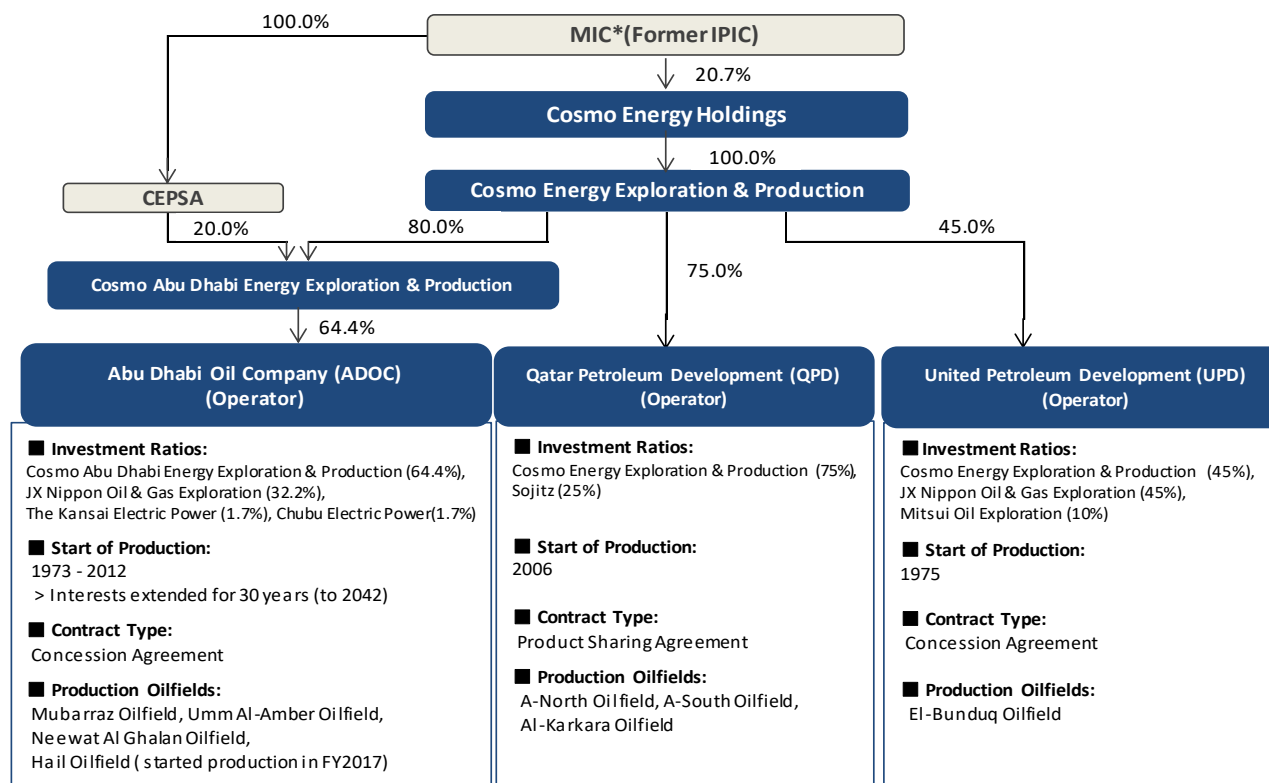 100.0%
MIC*(Former IPIC)
20.7%
Cosmo Energy Holdings
100.0%
CEPSA
Cosmo Energy Exploration & Production
20.0%
80.0%
45.0%
75.0%
Cosmo Abu Dhabi Energy Exploration & Production
64.4%
Abu Dhabi Oil Company (ADOC)
(Operator)
■ Investment Ratios:
Cosmo Abu Dhabi Energy Exploration & Production (64.4%),
JX Nippon Oil & Gas Exploration (32.2%),
The Kansai Electric Power (1.7%), Chubu Electric Power(1.7%)
■ Start of Production:
1973 - 2012
> Interests extended for 30 years (to 2042)
■ Contract Type:
Concession Agreement
■ Production Oilfields:
Mubarraz Oilfield, Umm Al-Amber Oilfield,
Neewat Al Ghalan Oilfield,
Hail Oilfield ( started production in FY2017)
Qatar Petroleum Development (QPD)
(Operator)
■ Investment Ratios:
Cosmo Energy Exploration & Production (75%),
Sojitz (25%)
■ Start of Production:
2006
■ Contract Type:
Product Sharing Agreement
■ Production Oilfields:
A-North Oilfield, A-South Oilfield,
Al-Karkara Oilfield
United Petroleum Development (UPD)
(Operator)
■ Investment Ratios:
Cosmo Energy Exploration & Production (45%),
JX Nippon Oil & Gas Exploration (45%),
Mitsui Oil Exploration (10%)
■ Start of Production:
1975
■ Contract Type:
Concession Agreement
■ Production Oilfields:
El-Bunduq Oilfield